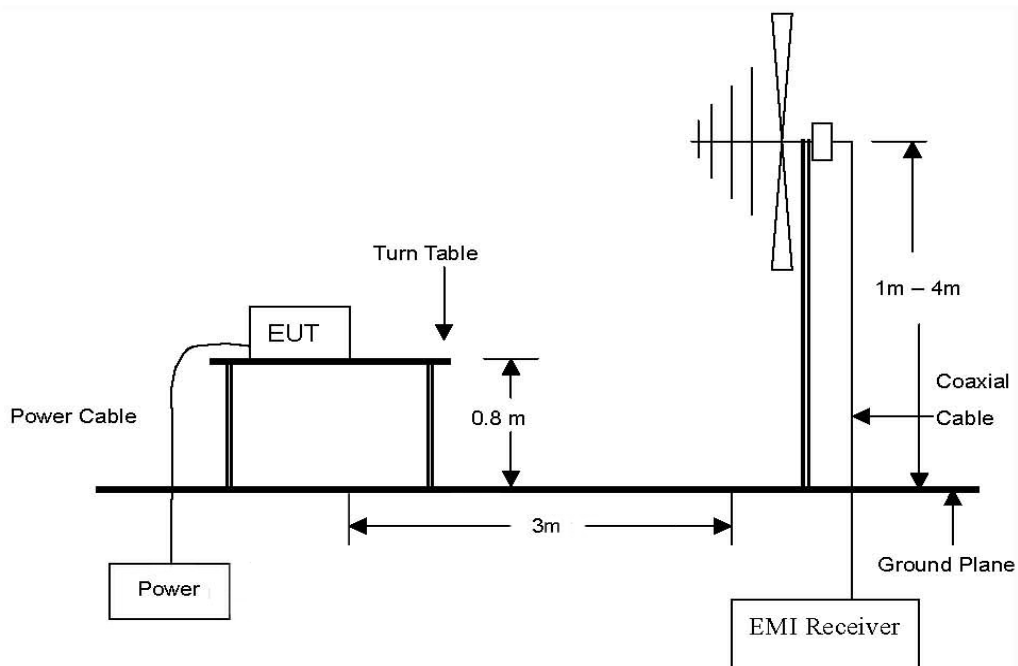 Turn Table
EUT
1m – 4m
Coaxial
Cable
Power Cable
0.8 m
3m
Ground Plane
Power
EMI Receiver